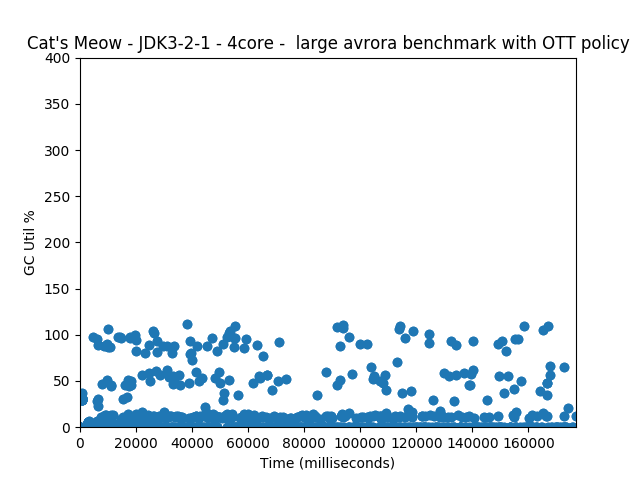 Cat's Meow - JDK3-2-1 - 4core -  large avrora benchmark with OTT policy
400
350
300
250
200
150
100
50
0
GC Util %
0 20000 40000 60000 80000 100000 120000 140000 160000
Time (milliseconds)